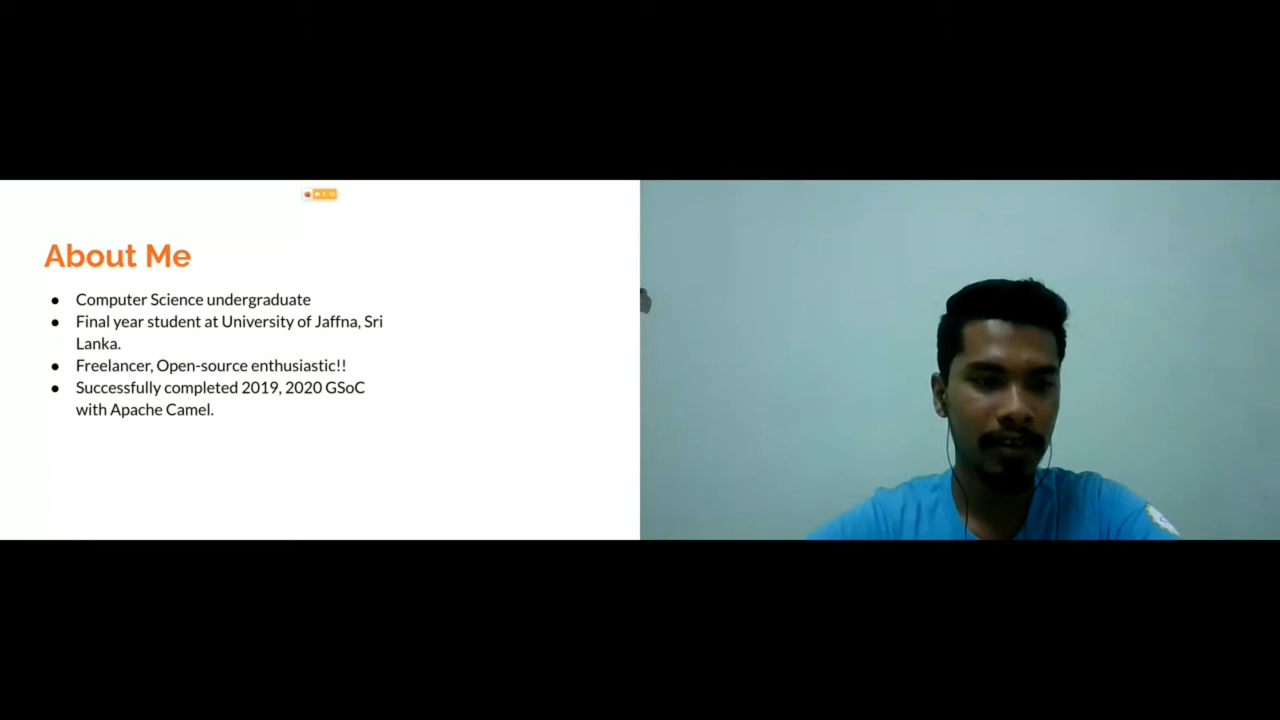 About Me
● Computer Science undergraduate
● Final year student at University of Jaffna, Sri
Lanka.
● Freelancer, Open-source enthusiastic!!
● Successfully completed 2019, 2020 GSoC
with Apache Camel.